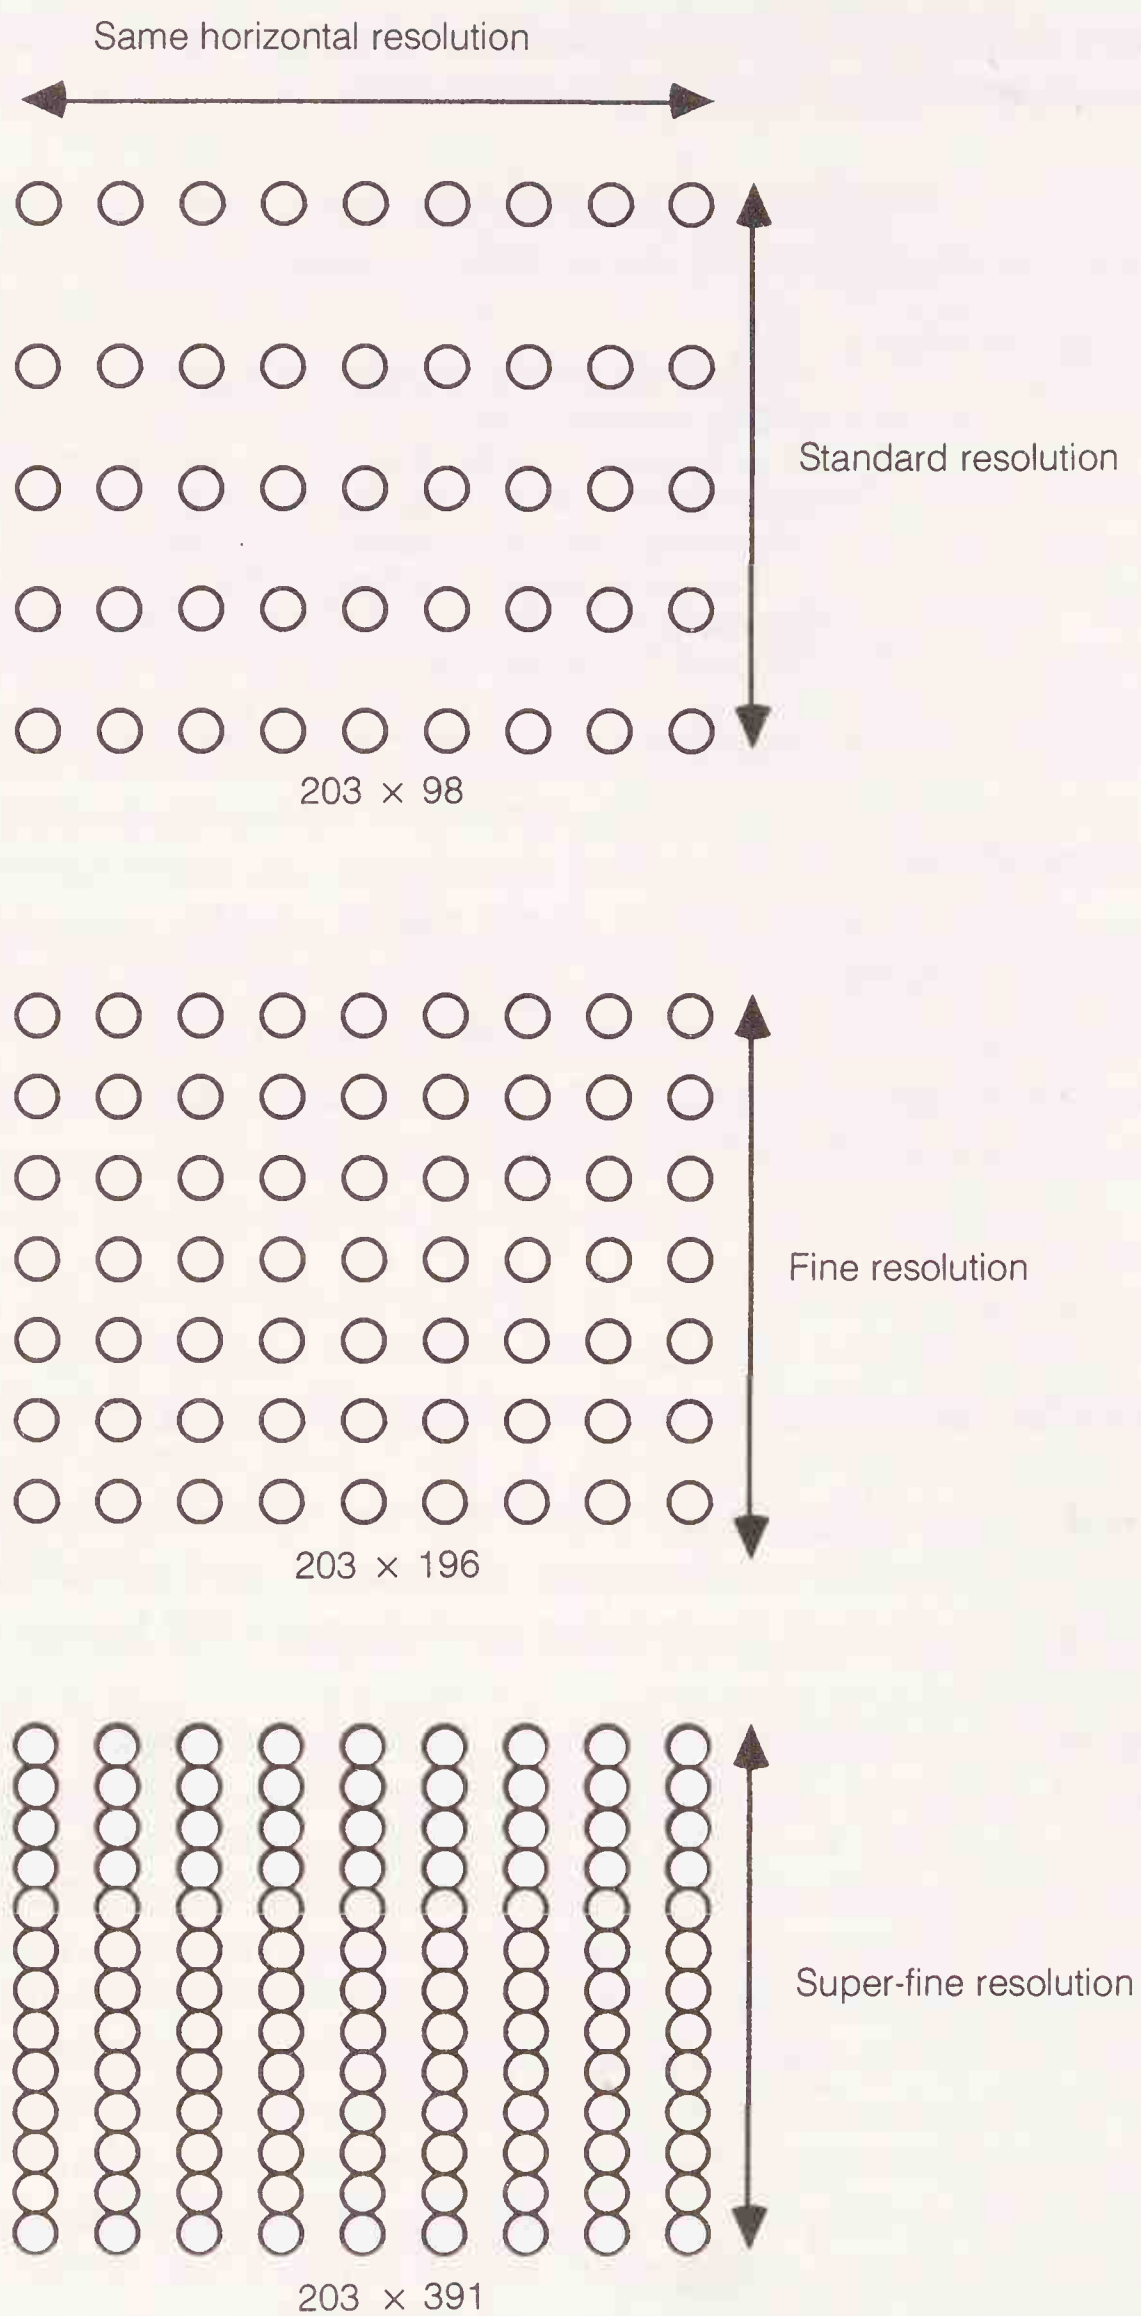 Same horizontal resolution
Standard resolution
203 × 98
Fine resolution
203 × 196
Super-fine resolution
203 × 391